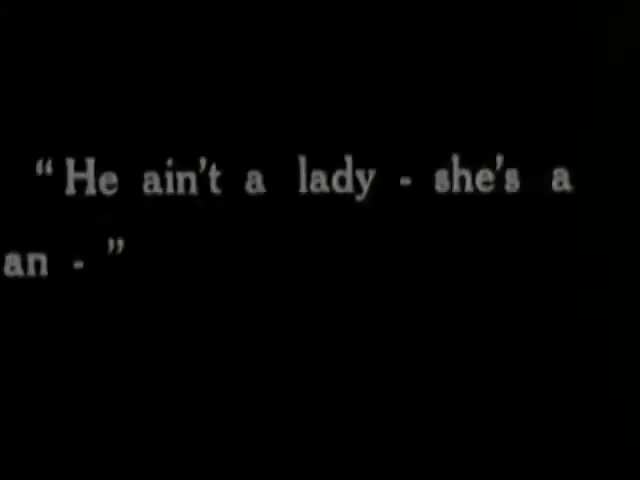 “He ain't a lady - she's a
an - ”